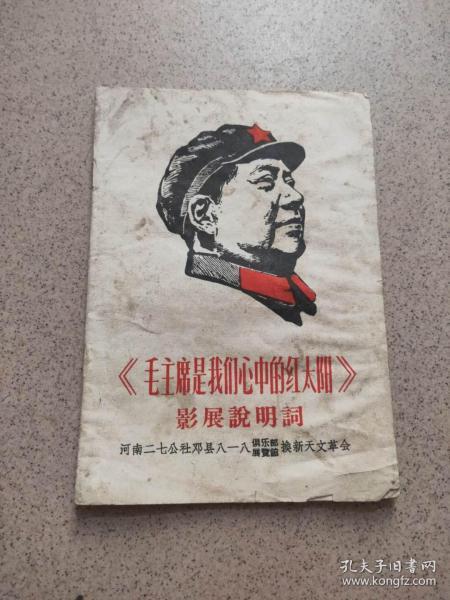 《毛主席是我们心中的红太阳》
影展說明詞
河南二七公社邓县八一八俱乐部展覽館換新天文革会
孔夫子旧书网
www.kongfz.com